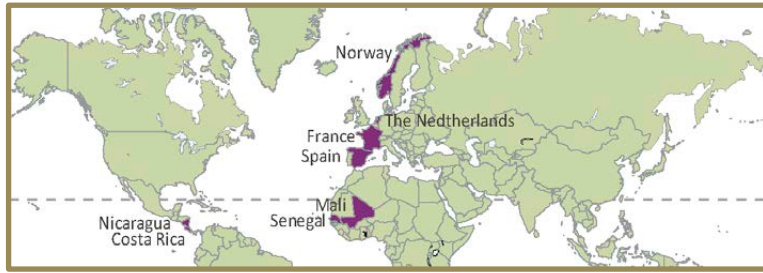 Norway
The Nedtherlands
France
Spain
Mali
Senegal
Nicaragua
Costa Rica